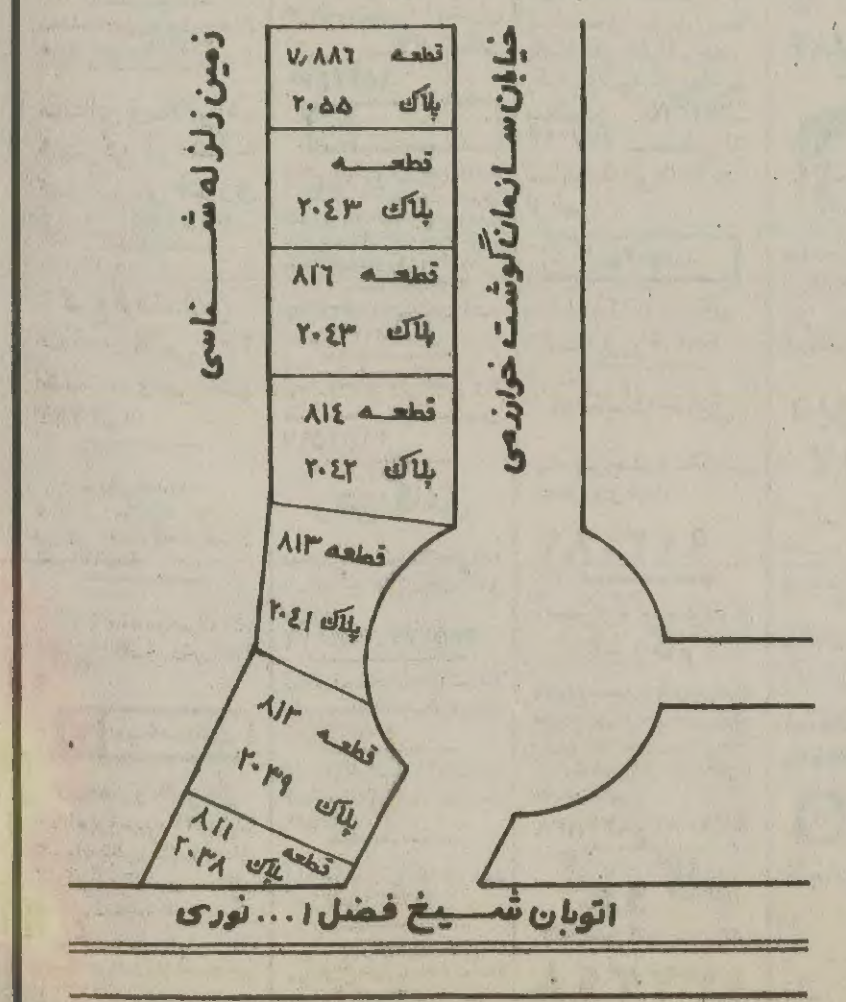 زمین زلزله شناسی
خیابان سازمان گوشت خوارزمی
قطعه ۷٫۸۸۶
پلاک ۲۰۵۵
قطعه
پلاک ۲۰۴۳
قطعه ۸۱۶
پلاک ۲۰۴۳
قطعه ۸۱۴
پلاک ۲۰۴۲
قطعه ۸۱۳
پلاک ۲۰۴۱
قطعه ۸۱۳
پلاک ۲۰۳۹
قطعه ۸۱۱
پلاک ۲۰۳۸
اتوبان شیخ فضل ا... نوری